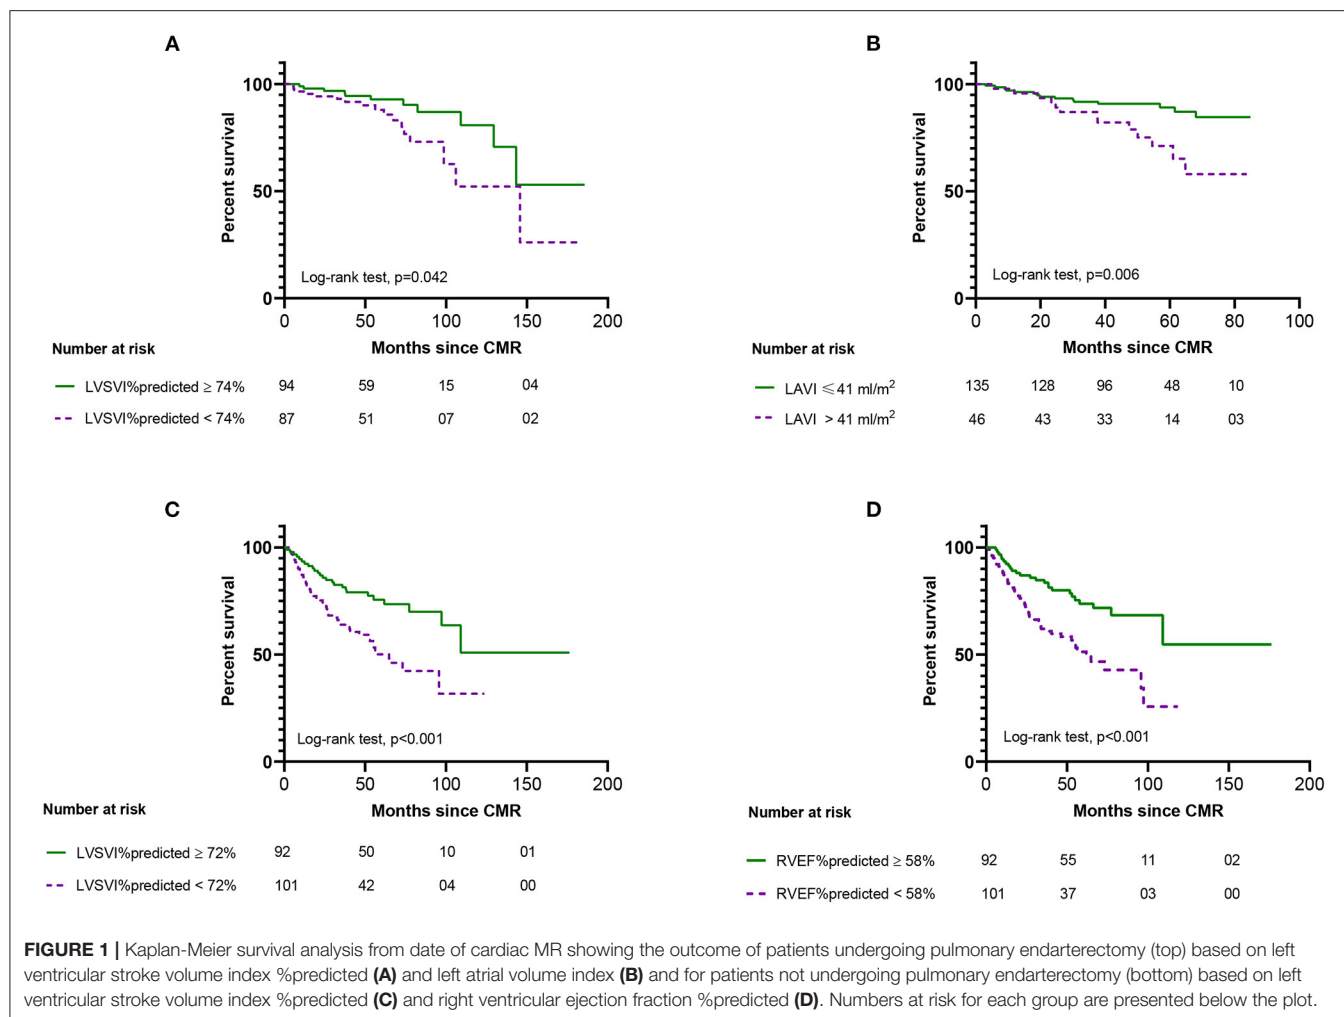 A
100
50
0
Percent survival
Log-rank test, p=0.042
0 50 100 150 200
Months since CMR
Number at risk
LVSVI%predicted ≥ 74% 94 59 15 04
LVSVI%predicted < 74% 87 51 07 02
B
100
50
0
Percent survival
Log-rank test, p=0.006
0 20 40 60 80 100
Months since CMR
Number at risk
LAVI ⩽41 ml/m² 135 128 96 48 10
LAVI > 41 ml/m² 46 43 33 14 03
C
100
50
0
Percent survival
Log-rank test, p<0.001
0 50 100 150 200
Months since CMR
Number at risk
LVSVI%predicted ≥ 72% 92 50 10 01
LVSVI%predicted < 72% 101 42 04 00
D
100
50
0
Percent survival
Log-rank test, p<0.001
0 50 100 150 200
Months since CMR
Number at risk
RVEF%predicted ≥ 58% 92 55 11 02
RVEF%predicted < 58% 101 37 03 00
FIGURE 1 | Kaplan-Meier survival analysis from date of cardiac MR showing the outcome of patients undergoing pulmonary endarterectomy (top) based on left
ventricular stroke volume index %predicted (A) and left atrial volume index (B) and for patients not undergoing pulmonary endarterectomy (bottom) based on left
ventricular stroke volume index %predicted (C) and right ventricular ejection fraction %predicted (D). Numbers at risk for each group are presented below the plot.